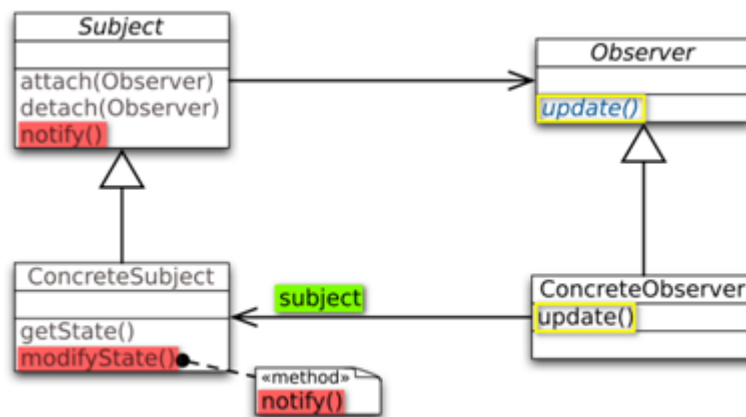 Subject
attach(Observer)
detach(Observer)
notify()
Observer
update()
ConcreteSubject
getState()
modifyState()
subject
ConcreteObserver
update()
«method»
notify()